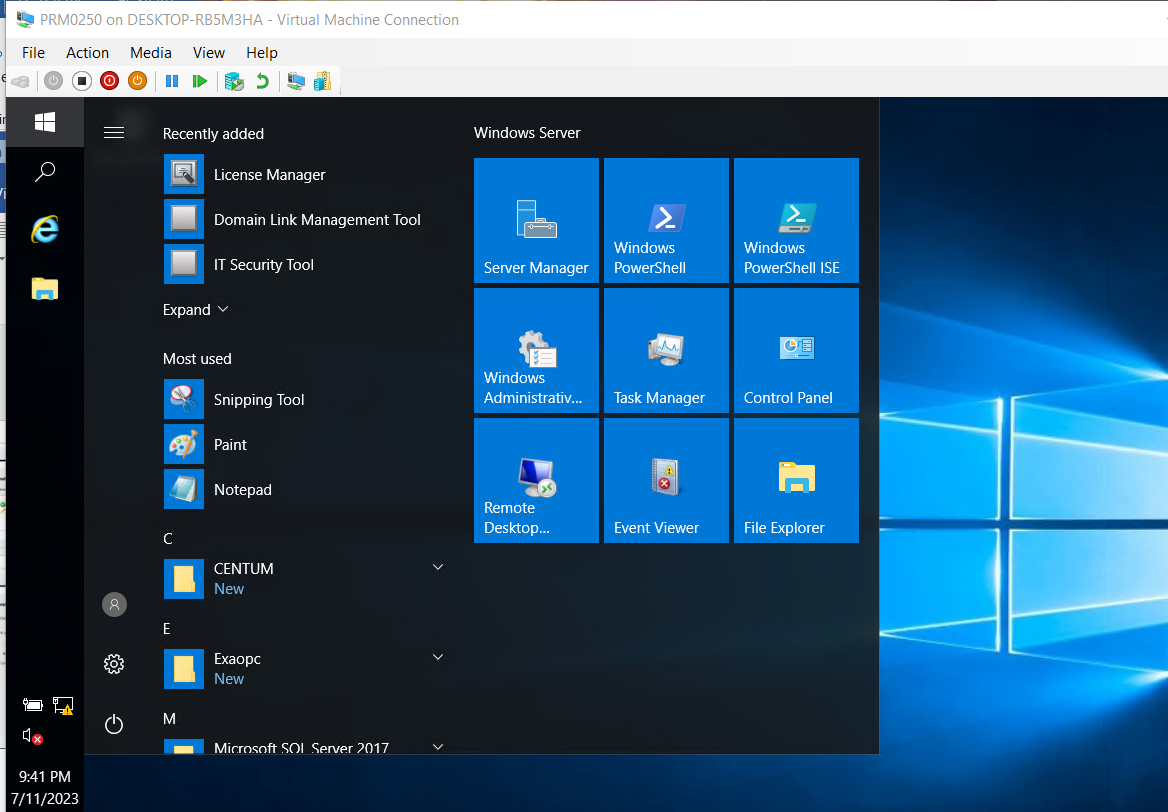 PRM0250 on DESKTOP-RB5M3HA - Virtual Machine Connection
File Action Media View Help
Recently added
License Manager
Domain Link Management Tool
IT Security Tool
Expand
Most used
Snipping Tool
Paint
Notepad
C
CENTUM
New
E
Exaopc
New
M
Microsoft SQL Server 2017
Windows Server
Server Manager
Windows
PowerShell
Windows
PowerShell ISE
Windows
Administrativ...
Task Manager
Control Panel
Remote
Desktop...
Event Viewer
File Explorer
9:41 PM
7/11/2023